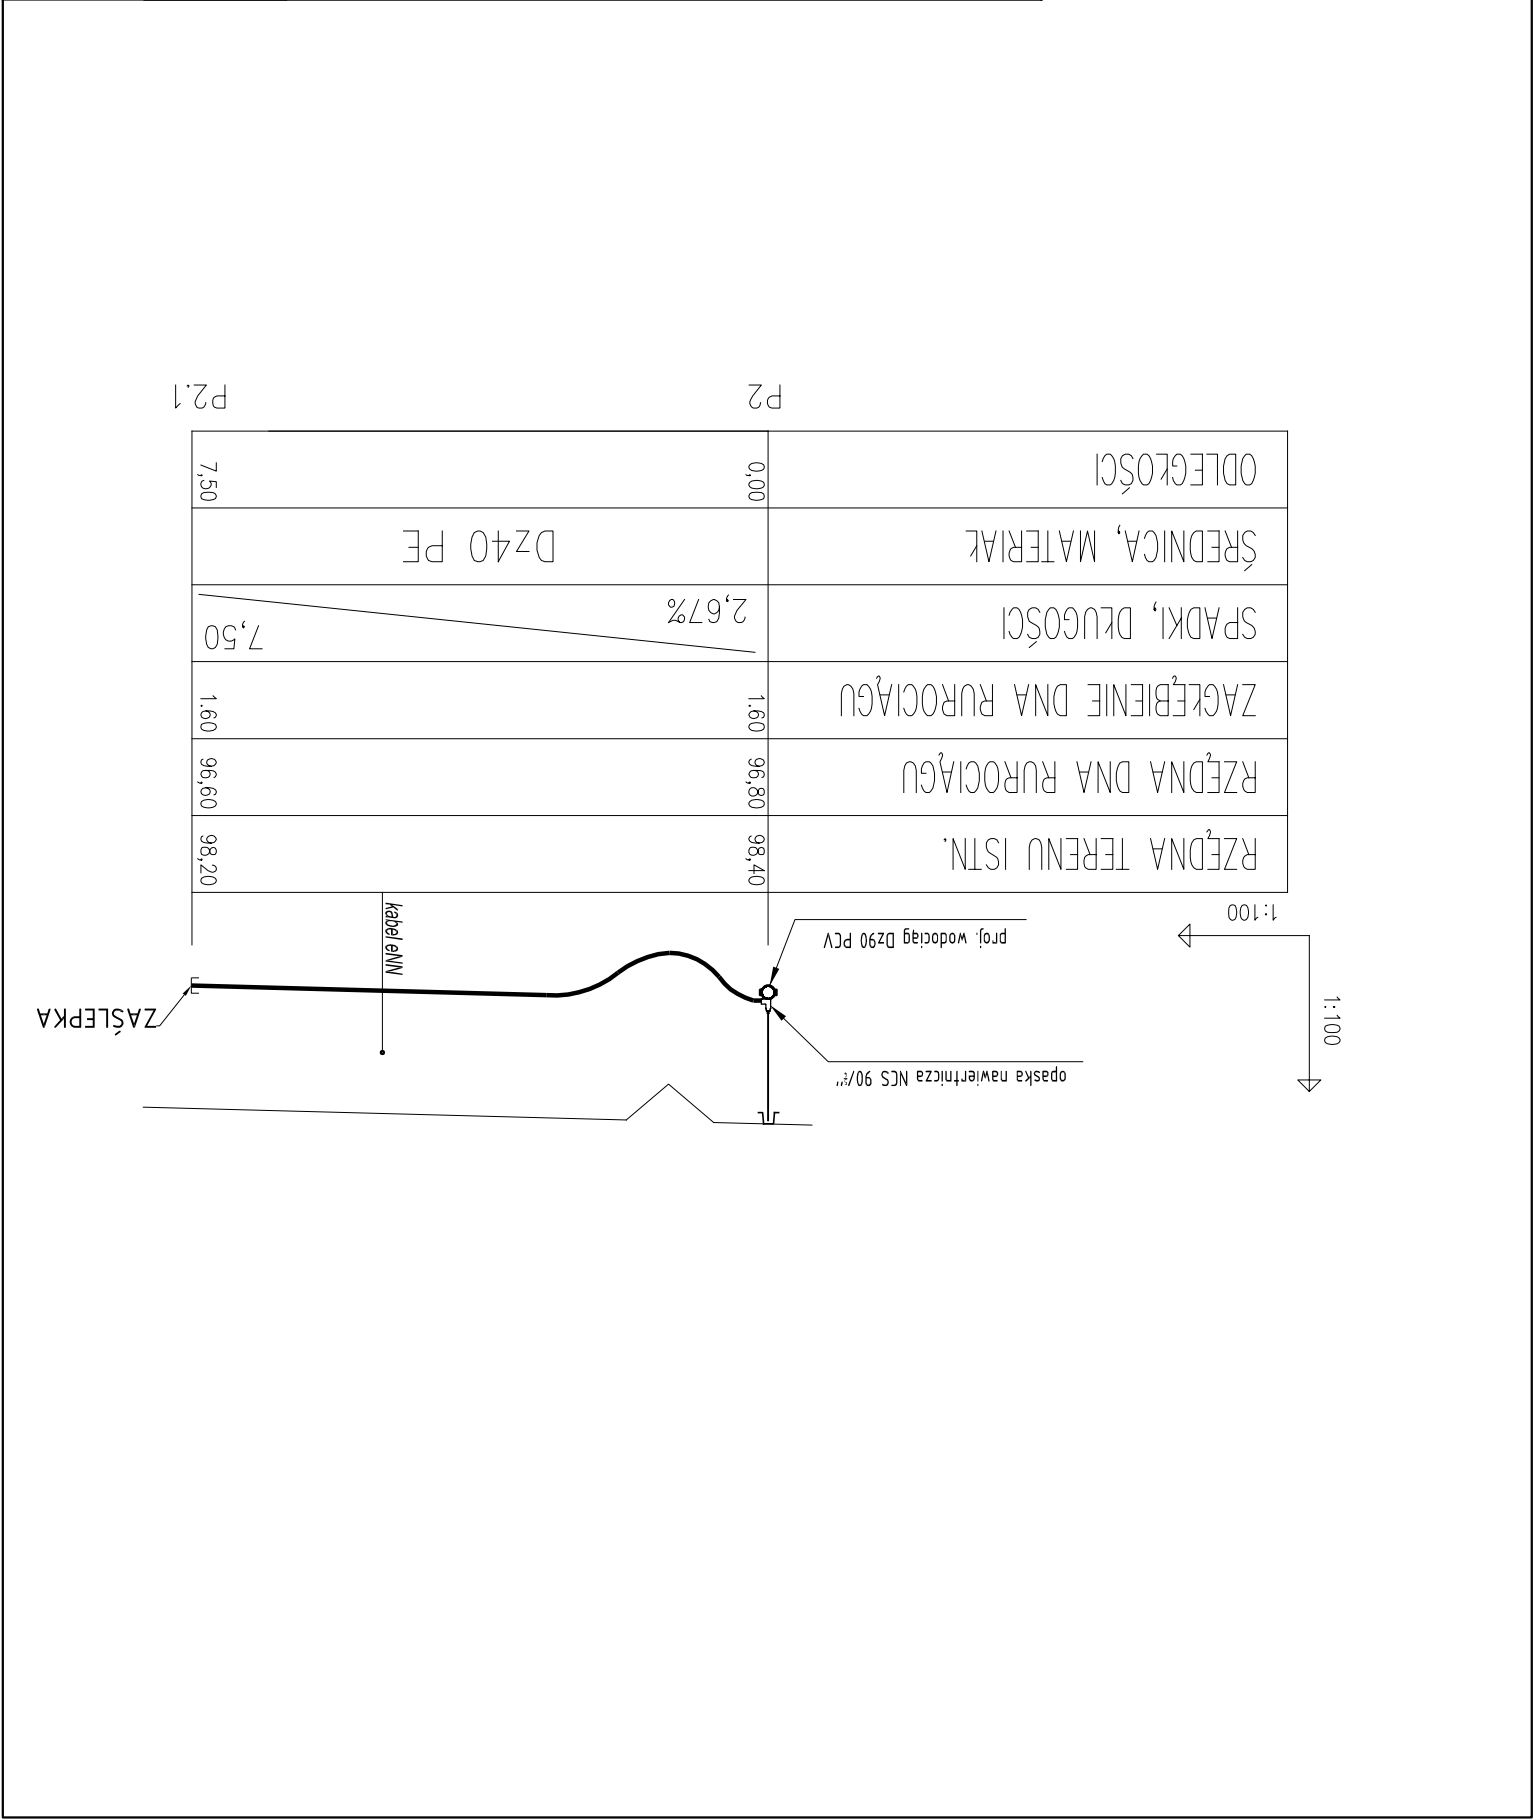 1:100
1:100
opaska nawiertnicza NCS 90/
proj. wodociąg Dz90 PCV
ZAŚLEPKA
kabel eNN
RZĘDNA TERENU ISTN. 98,40 98,20
RZĘDNA DNA RUROCIĄGU 96,80 96,60
ZAGŁĘBIENIE DNA RUROCIĄGU 1.60 1.60
SPADKI, DŁUGOŚCI 2,67% 7,50
ŚREDNICA, MATERIAŁ Dz40 PE
ODLEGŁOŚCI 0,00 7,50
P2 P2.1